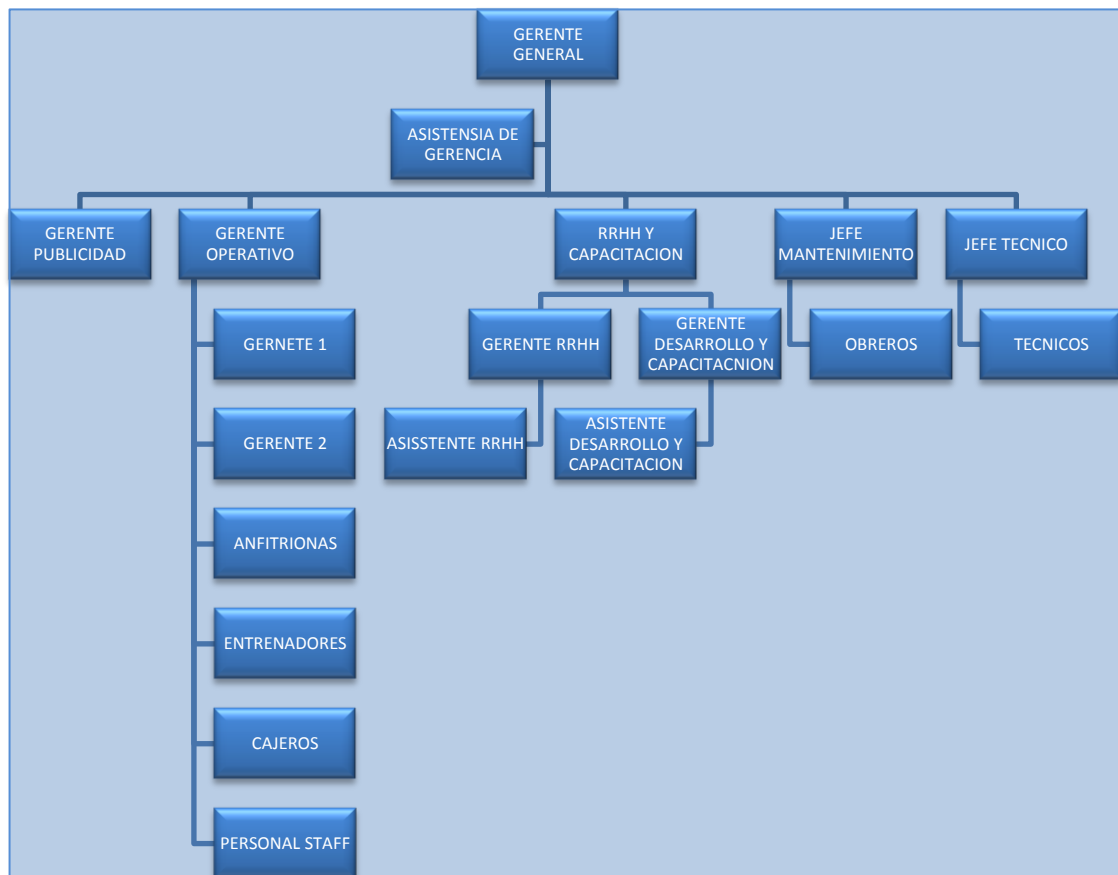 GERENTE
GENERAL
ASISTENSIA DE
GERENCIA
GERENTE
PUBLICIDAD
GERENTE
OPERATIVO
RRHH Y
CAPACITACION
JEFE
MANTENIMIENTO
JEFE TECNICO
GERNETE 1
GERENTE RRHH
GERENTE
DESARROLLO Y
CAPACITACNION
OBREROS
TECNICOS
GERENTE 2
ASISSTENTE RRHH
ASISTENTE
DESARROLLO Y
CAPACITACION
ANFITRIONAS
ENTRENADORES
CAJEROS
PERSONAL STAFF